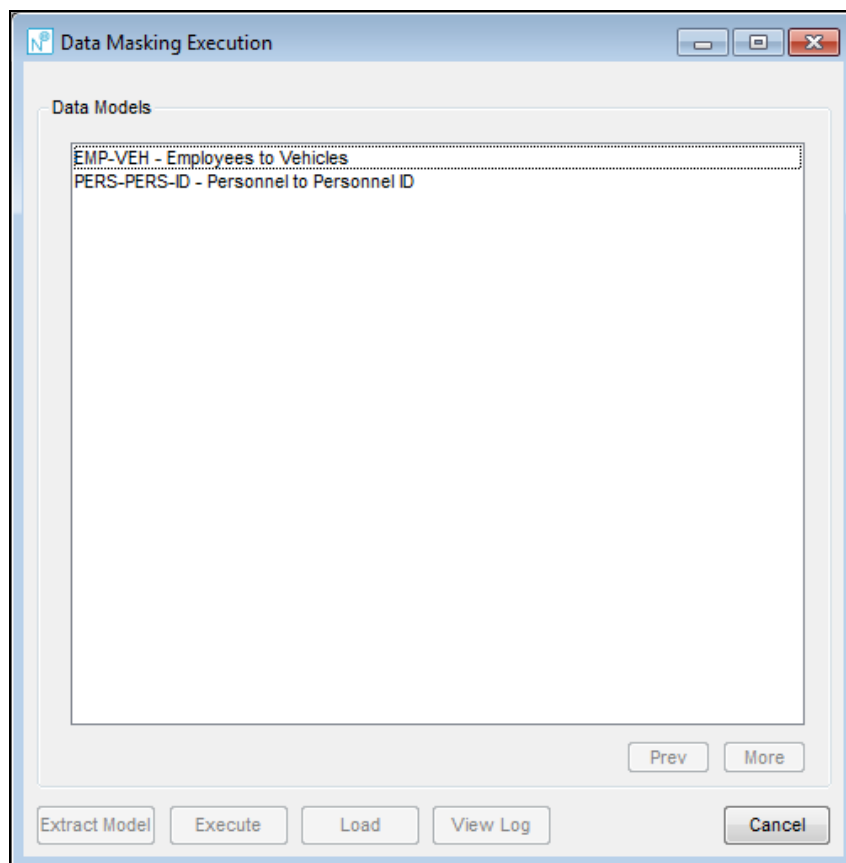 Data Masking Execution
Data Models
EMP-VEH - Employees to Vehicles
PERS-PERS-ID - Personnel to Personnel ID
Prev More
Extract Model Execute Load View Log Cancel